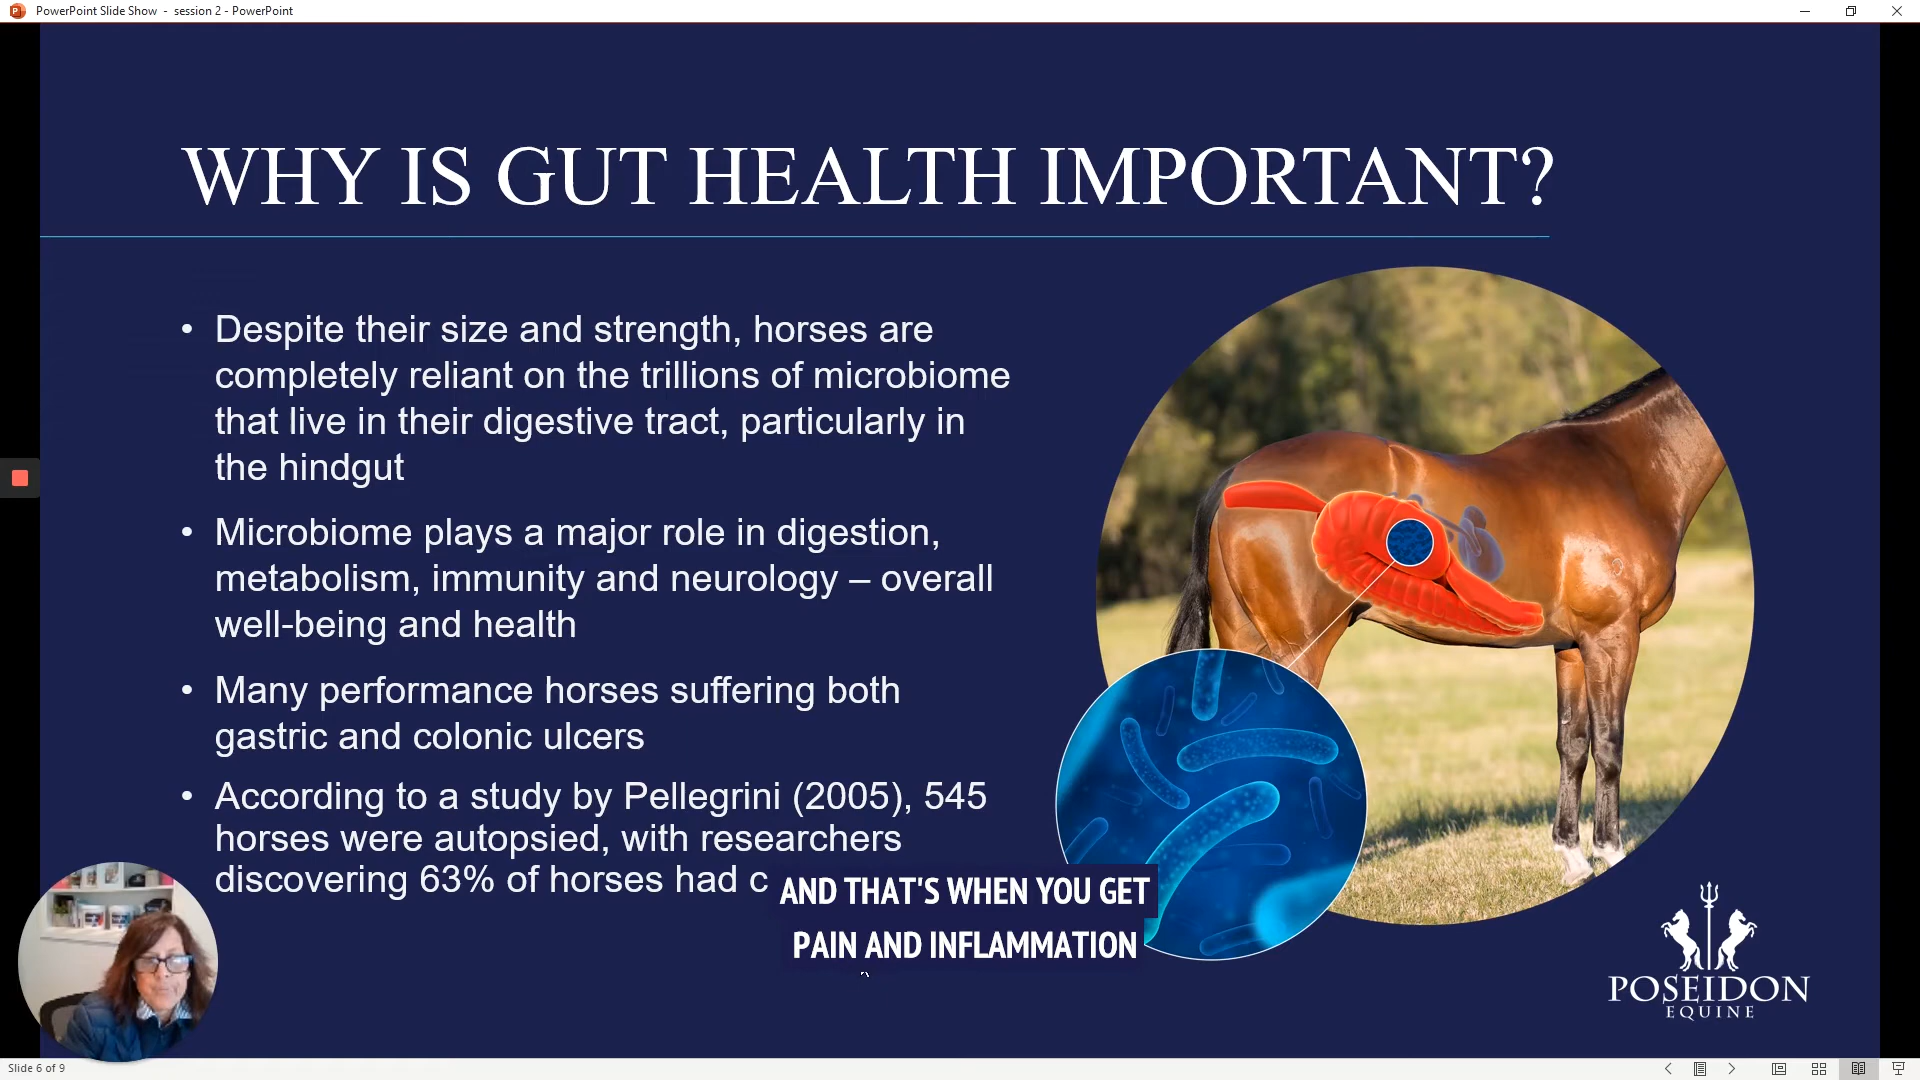 PowerPoint Slide Show - session 2 - PowerPoint
WHY IS GUT HEALTH IMPORTANT?
• Despite their size and strength, horses are
completely reliant on the trillions of microbiome
that live in their digestive tract, particularly in
the hindgut
• Microbiome plays a major role in digestion,
metabolism, immunity and neurology – overall
well-being and health
• Many performance horses suffering both
gastric and colonic ulcers
• According to a study by Pellegrini (2005), 545
horses were autopsied, with researchers
discovering 63% of horses had c
AND THAT'S WHEN YOU GET
PAIN AND INFLAMMATION
POSEIDON
EQUINE
Slide 6 of 9